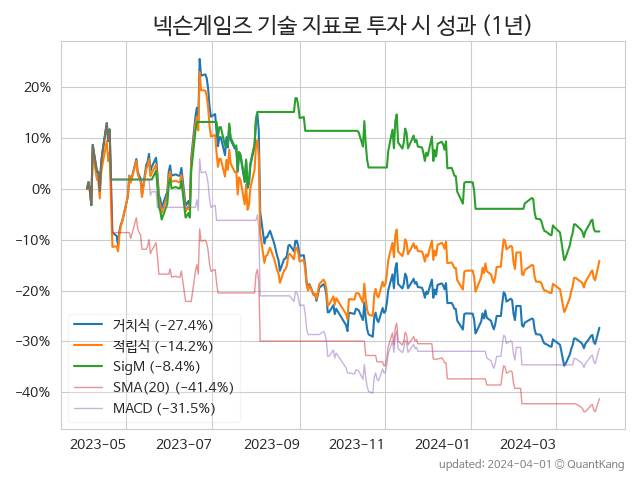 넥슨게임즈 기술 지표로 투자 시 성과 (1년)
20%
10%
0%
−10%
−20%
−30%
−40%
거치식 (−27.4%)
적립식 (−14.2%)
SigM (−8.4%)
SMA(20) (−41.4%)
MACD (−31.5%)
2023-05 2023-07 2023-09 2023-11 2024-01 2024-03
updated: 2024-04-01 © QuantKang